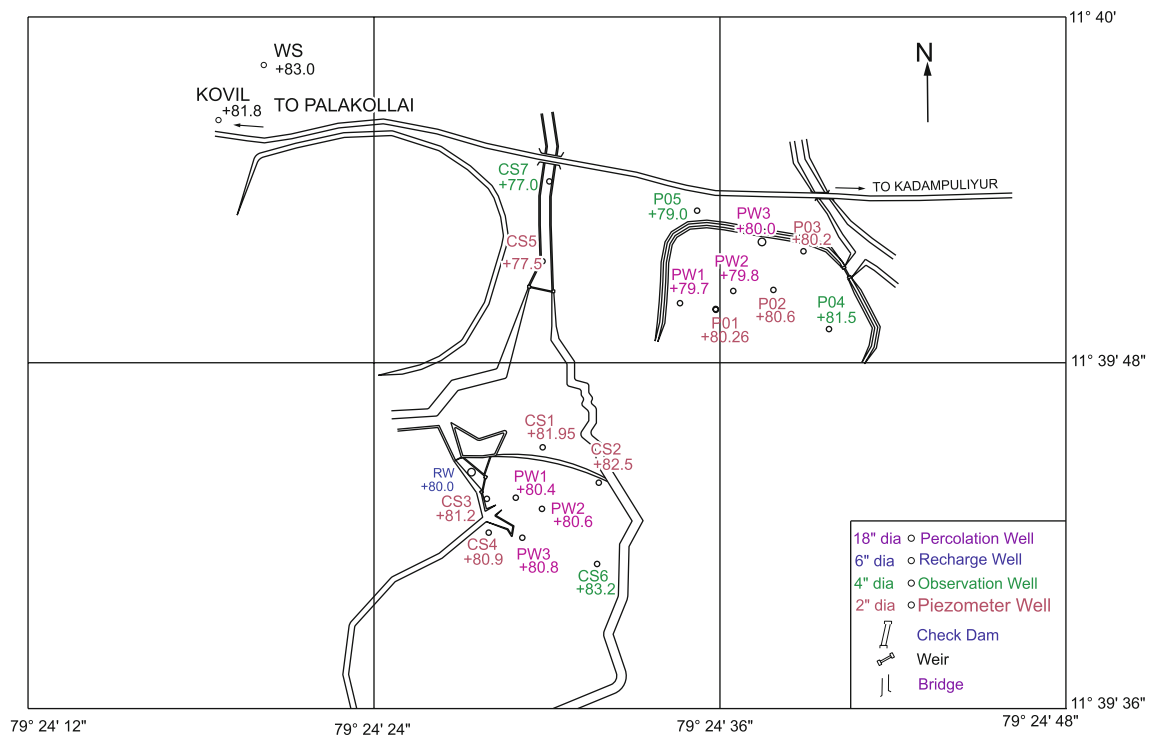 11° 40'
WS
+83.0
N
KOVIL
+81.8
TO PALAKOLLAI
CS7
+77.0
TO KADAMPULIYUR
P05
+79.0
PW3
+80.0
P03
+80.2
CS5
+77.5
PW2
+79.8
PW1
+79.7
P02
+80.6
P04
+81.5
P01
+80.26
11° 39' 48"
CS1
+81.95
CS2
+82.5
RW
+80.0
PW1
+80.4
CS3
+81.2
PW2
+80.6
CS4
+80.9
PW3
+80.8
CS6
+83.2
18" dia Percolation Well
6" dia Recharge Well
4" dia Observation Well
2" dia Piezometer Well
Check Dam
Weir
Bridge
11° 39' 36"
79° 24' 12"
79° 24' 24"
79° 24' 36"
79° 24' 48"